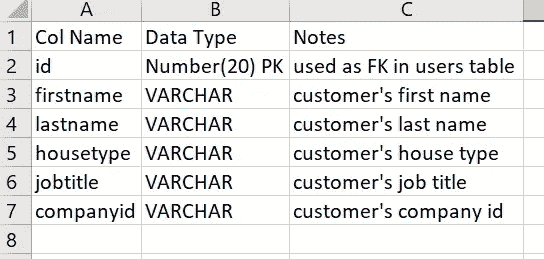 A B C
1 Col Name Data Type Notes
2 id Number(20) PK used as FK in users table
3 firstname VARCHAR customer's first name
4 lastname VARCHAR customer's last name
5 housetype VARCHAR customer's house type
6 jobtitle VARCHAR customer's job title
7 companyid VARCHAR customer's company id
8